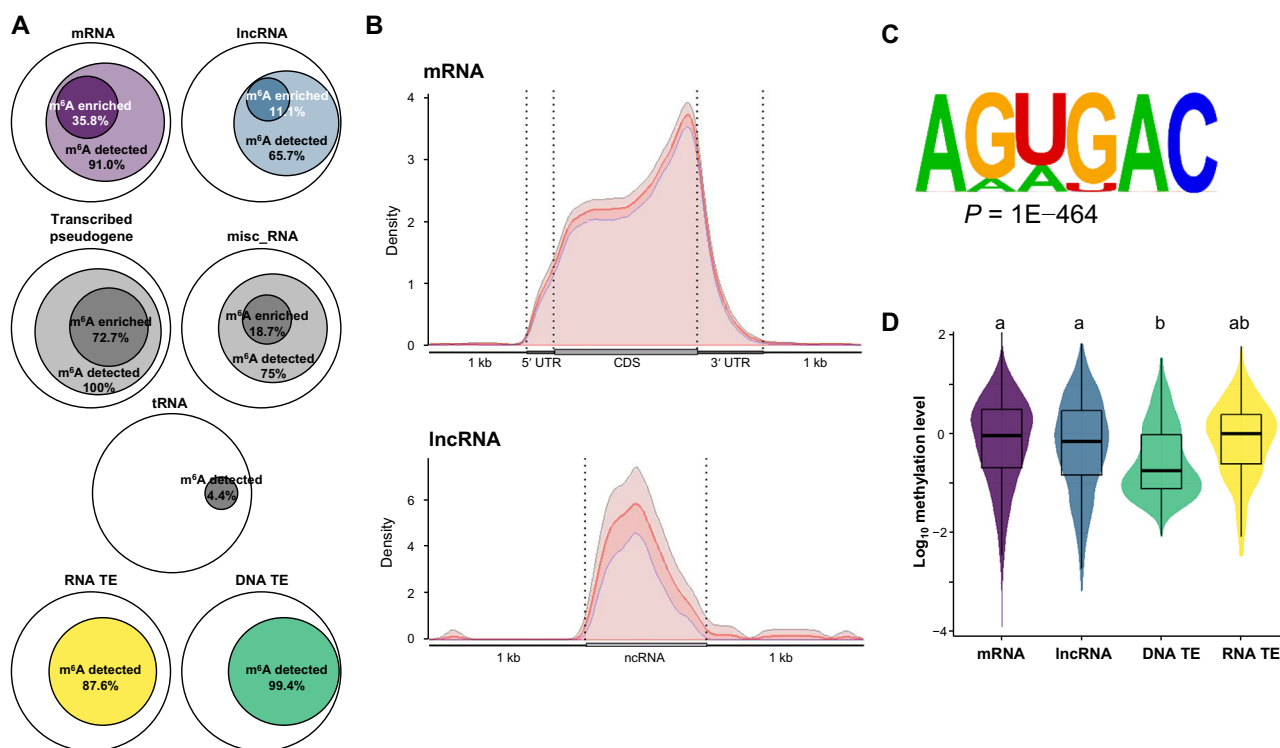 A
mRNA
m⁶A enriched
35.8%
m⁶A detected
91.0%
lncRNA
m⁶A enriched
11.1%
m⁶A detected
65.7%
Transcribed
pseudogene
m⁶A enriched
72.7%
m⁶A detected
100%
misc_RNA
m⁶A enriched
18.7%
m⁶A detected
75%
tRNA
m⁶A detected
4.4%
RNA TE
m⁶A detected
87.6%
DNA TE
m⁶A detected
99.4%
B
mRNA
Density
4
3
2
1
0
1 kb 5′ UTR CDS 3′ UTR 1 kb
lncRNA
Density
6
4
2
0
1 kb ncRNA 1 kb
C
AGUGAC
A A U
P = 1E−464
D
a a b ab
Log₁₀ methylation level
2
0
−2
−4
mRNA lncRNA DNA TE RNA TE